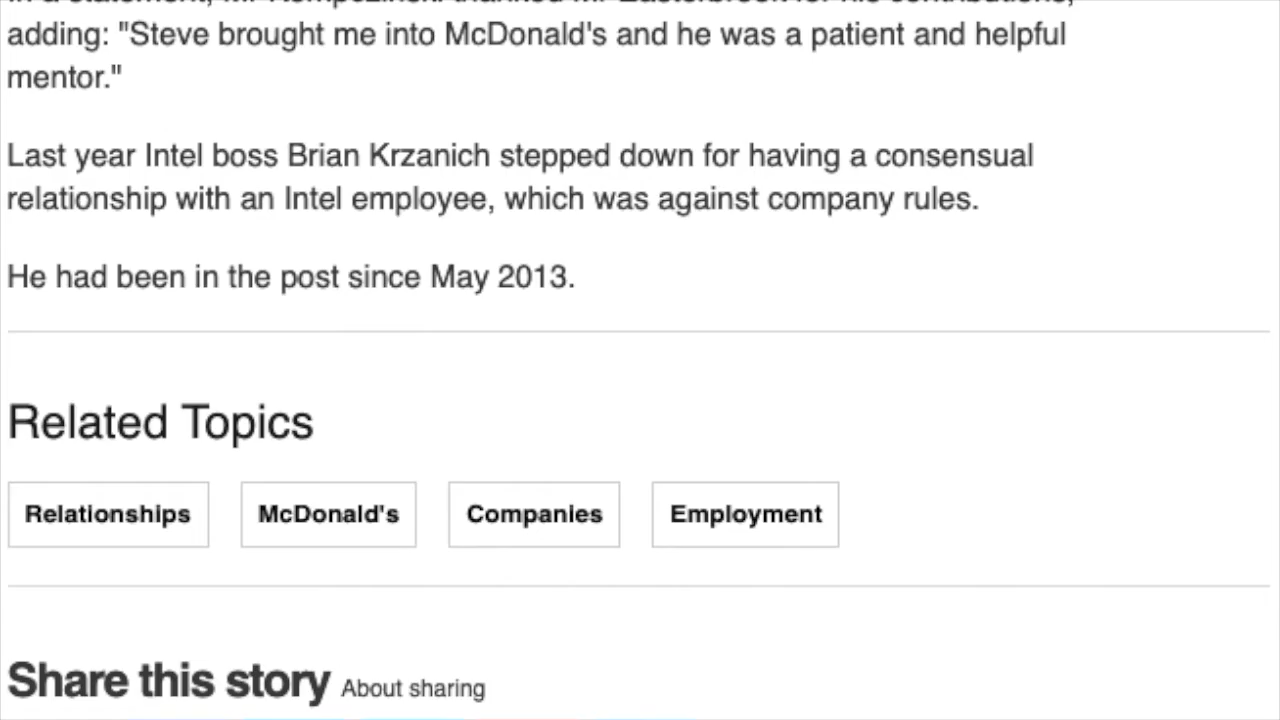 adding: "Steve brought me into McDonald's and he was a patient and helpful
mentor."
Last year Intel boss Brian Krzanich stepped down for having a consensual
relationship with an Intel employee, which was against company rules.
He had been in the post since May 2013.
Related Topics
Relationships McDonald's Companies Employment
Share this story About sharing